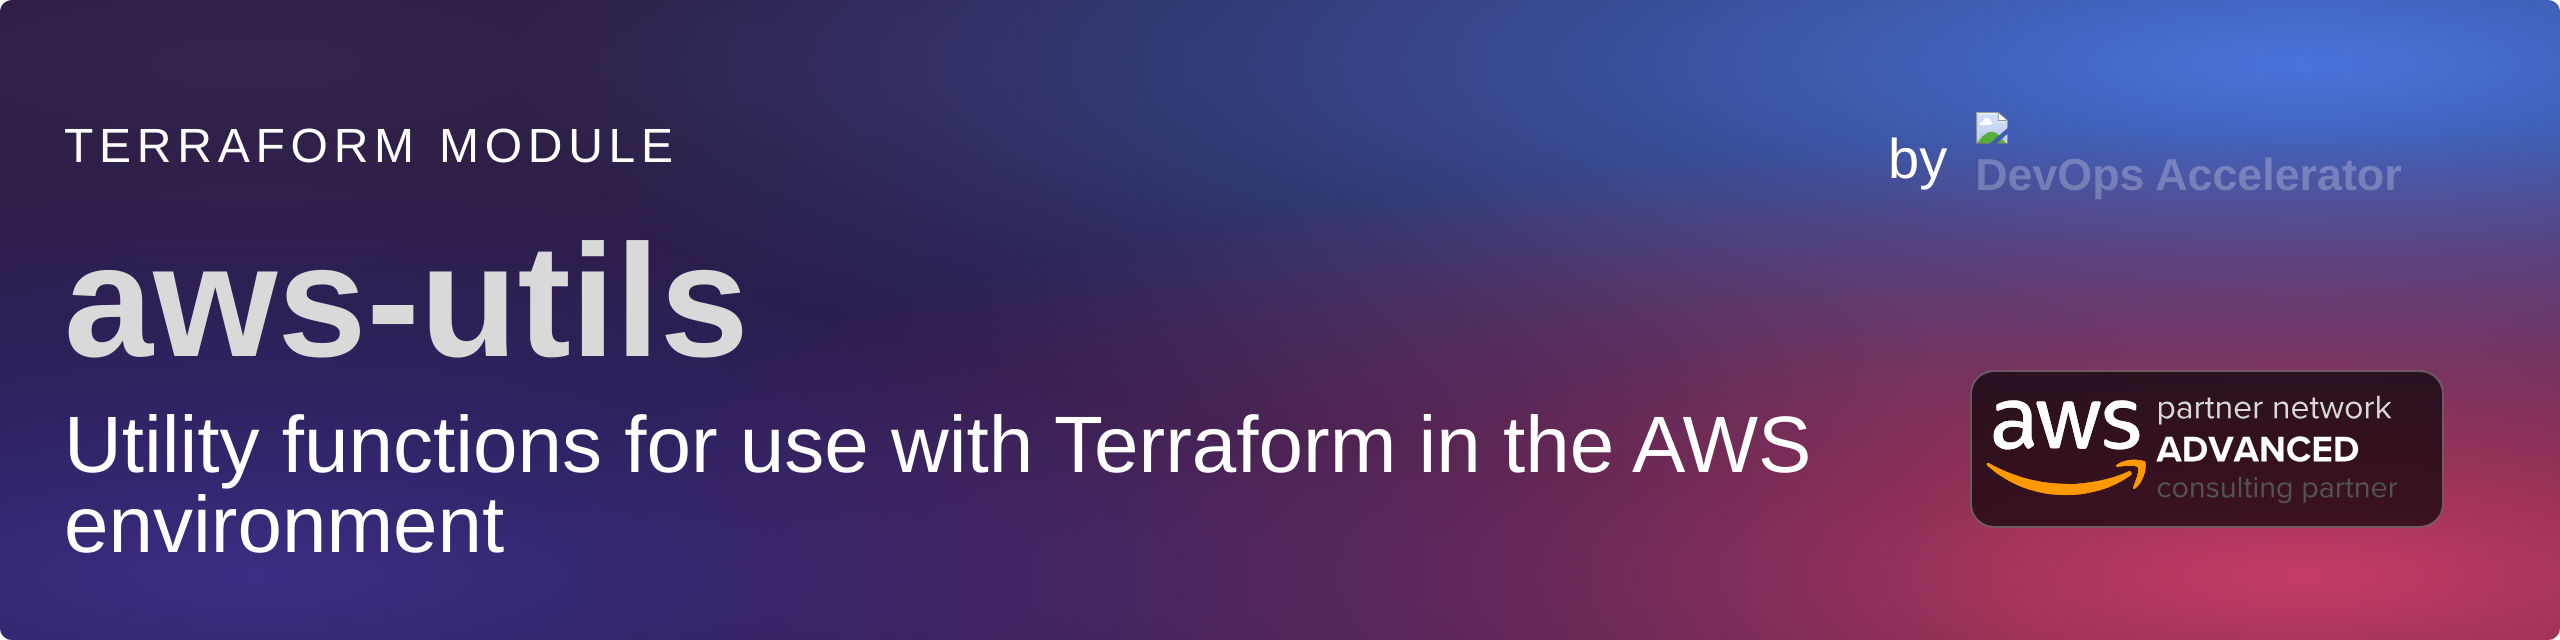 TERRAFORM MODULE
by
DevOps Accelerator
aws-utils
Utility functions for use with Terraform in the AWS
environment
aws
partner network
ADVANCED
consulting partner